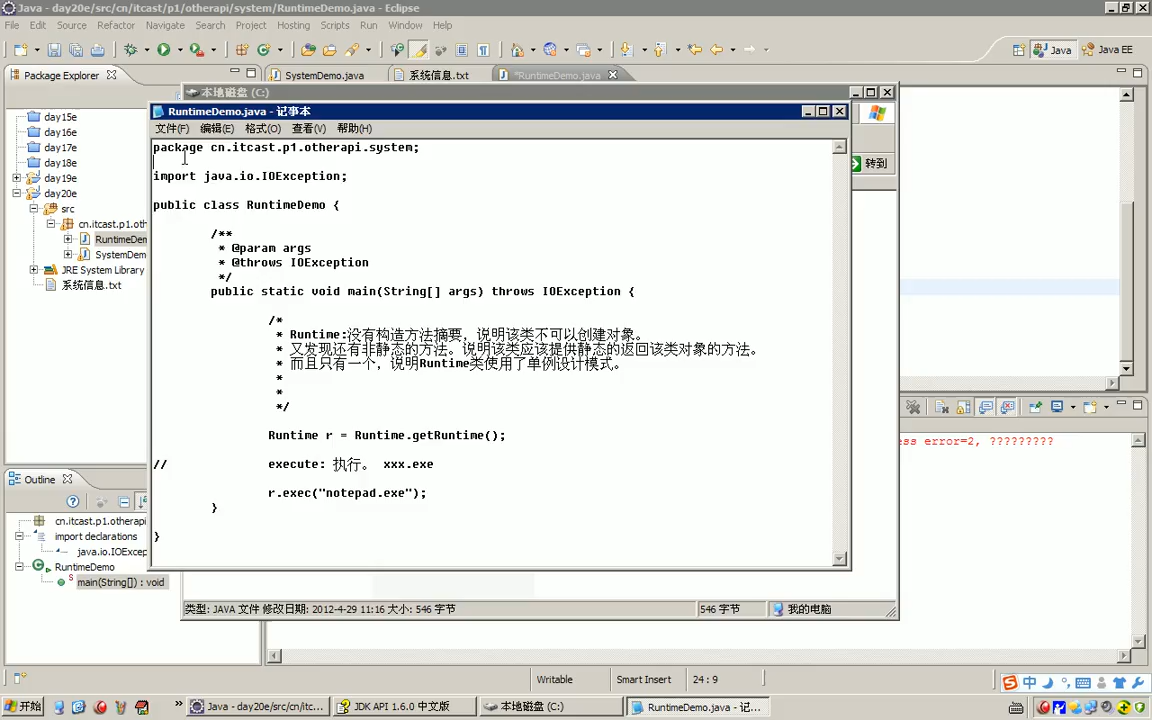 Java - day20e/src/cn/itcast/p1/otherapi/system/RuntimeDemo.java - Eclipse
File Edit Source Refactor Navigate Search Project Hosting Scripts Run Window Help
Java Java EE
Package Explorer
SystemDemo.java 系统信息.txt *RuntimeDemo.java
本地磁盘 (C:)
RuntimeDemo.java - 记事本
文件(F) 编辑(E) 格式(O) 查看(V) 帮助(H)
转到
day15e
day16e
day17e
day18e
day19e
day20e
src
cn.itcast.p1.oth
RuntimeDem
SystemDemo
JRE System Library
系统信息.txt
package cn.itcast.p1.otherapi.system;
import java.io.IOException;
public class RuntimeDemo {
/**
* @param args
* @throws IOException
*/
public static void main(String[] args) throws IOException {
/*
* Runtime:没有构造方法摘要，说明该类不可以创建对象。
* 又发现还有非静态的方法。说明该类应该提供静态的返回该类对象的方法。
* 而且只有一个，说明Runtime类使用了单例设计模式。
*
*
*/
Runtime r = Runtime.getRuntime();
// execute: 执行。 xxx.exe
r.exec("notepad.exe");
}
}
ess error=2, ?????????
Outline
cn.itcast.p1.otherapi
import declarations
java.io.IOExcep
RuntimeDemo
main(String[]) : void
类型: JAVA 文件 修改日期: 2012-4-29 11:16 大小: 546 字节 546 字节 我的电脑
Writable Smart Insert 24 : 9
中
开始 Java - day20e/src/cn/itc... JDK API 1.6.0 中文版 本地磁盘 (C:) RuntimeDemo.java - 记...